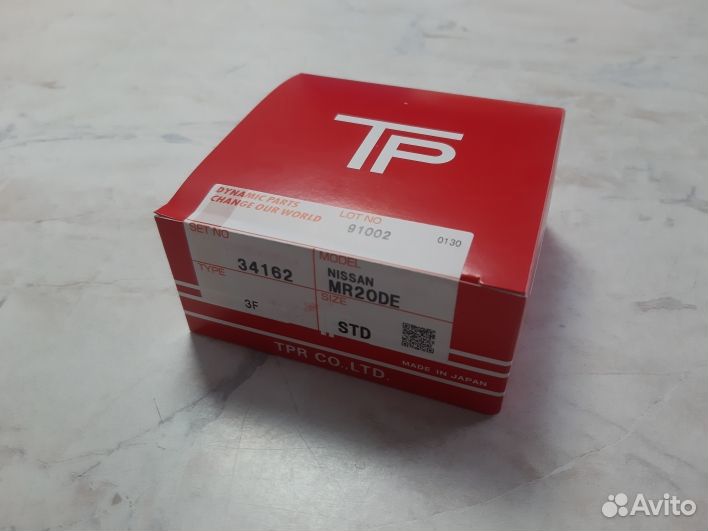 TP
DYNAMIC PARTS
CHANGE OUR WORLD
LOT NO
91002
0130
SET NO
34162
MODEL
NISSAN
MR20DE
TYPE
3F
SIZE
STD
TPR CO.,LTD.
MADE IN JAPAN
Avito